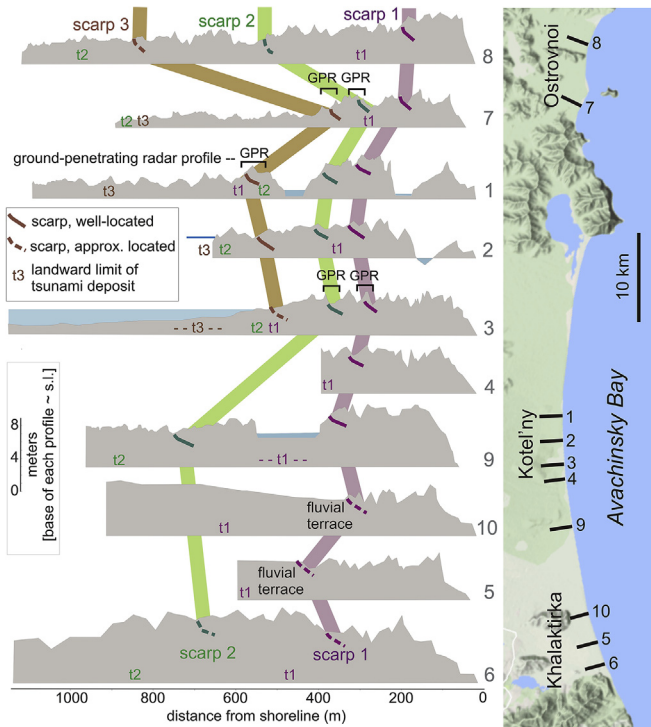 scarp 3
scarp 2
scarp 1
t2
t1
8
GPR
GPR
t2
t3
t1
7
ground-penetrating radar profile --
GPR
t3
t1
t2
1
scarp, well-located
scarp, approx. located
t3 landward limit of
tsunami deposit
t3
t2
t1
2
GPR
GPR
-- t3 --
t2
t1
3
t1
4
8
4
0
meters
[base of each profile ~ s.l.]
t2
-- t1 --
9
t1
fluvial
terrace
10
t1
fluvial
terrace
5
scarp 2
scarp 1
t2
t1
6
1000
800
600
400
200
0
distance from shoreline (m)
Ostrovnoi
8
7
10 km
Kotel'ny
1
2
3
4
9
Avachinsky Bay
Khalaktirka
10
5
6